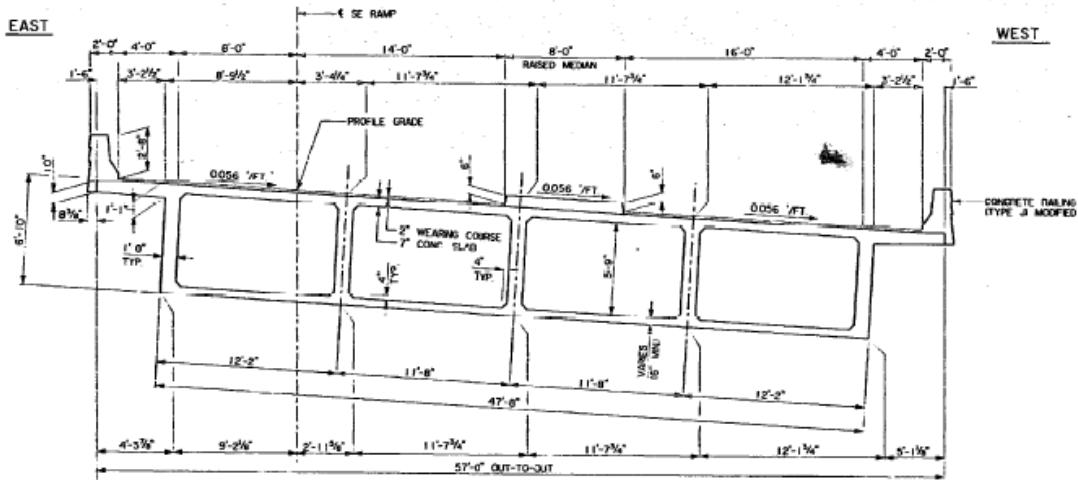 EAST
℄ SE RAMP
WEST
2'-0" 4'-0" 8'-0" 14'-0" 8'-0" 16'-0" 4'-0" 2'-0"
RAISED MEDIAN
1'-6" 3'-2½" 8'-9½" 3'-4¼" 11'-7¾" 11'-7¾" 12'-1¾" 3'-2½" 1'-6"
PROFILE GRADE
2'-8"
10"
0.056 '/FT.
6"
0.056 '/FT.
6"
0.056 '/FT.
CONCRETE RAILING
(TYPE J) MODIFIED
8⅜"
1'-1"
6'-10"
2" WEARING COURSE
7" CONC SLAB
1'0"
TYP.
4"
TYP.
4"
TYP.
5'-9"
VARIES
12'-2" 11'-8" 11'-8" 12'-2"
47'-8"
4'-3⅞" 9'-2⅛" 2'-11⅝" 11'-7¾" 11'-7¾" 12'-1¾" 5'-1⅛"
57'-0" OUT-TO-OUT